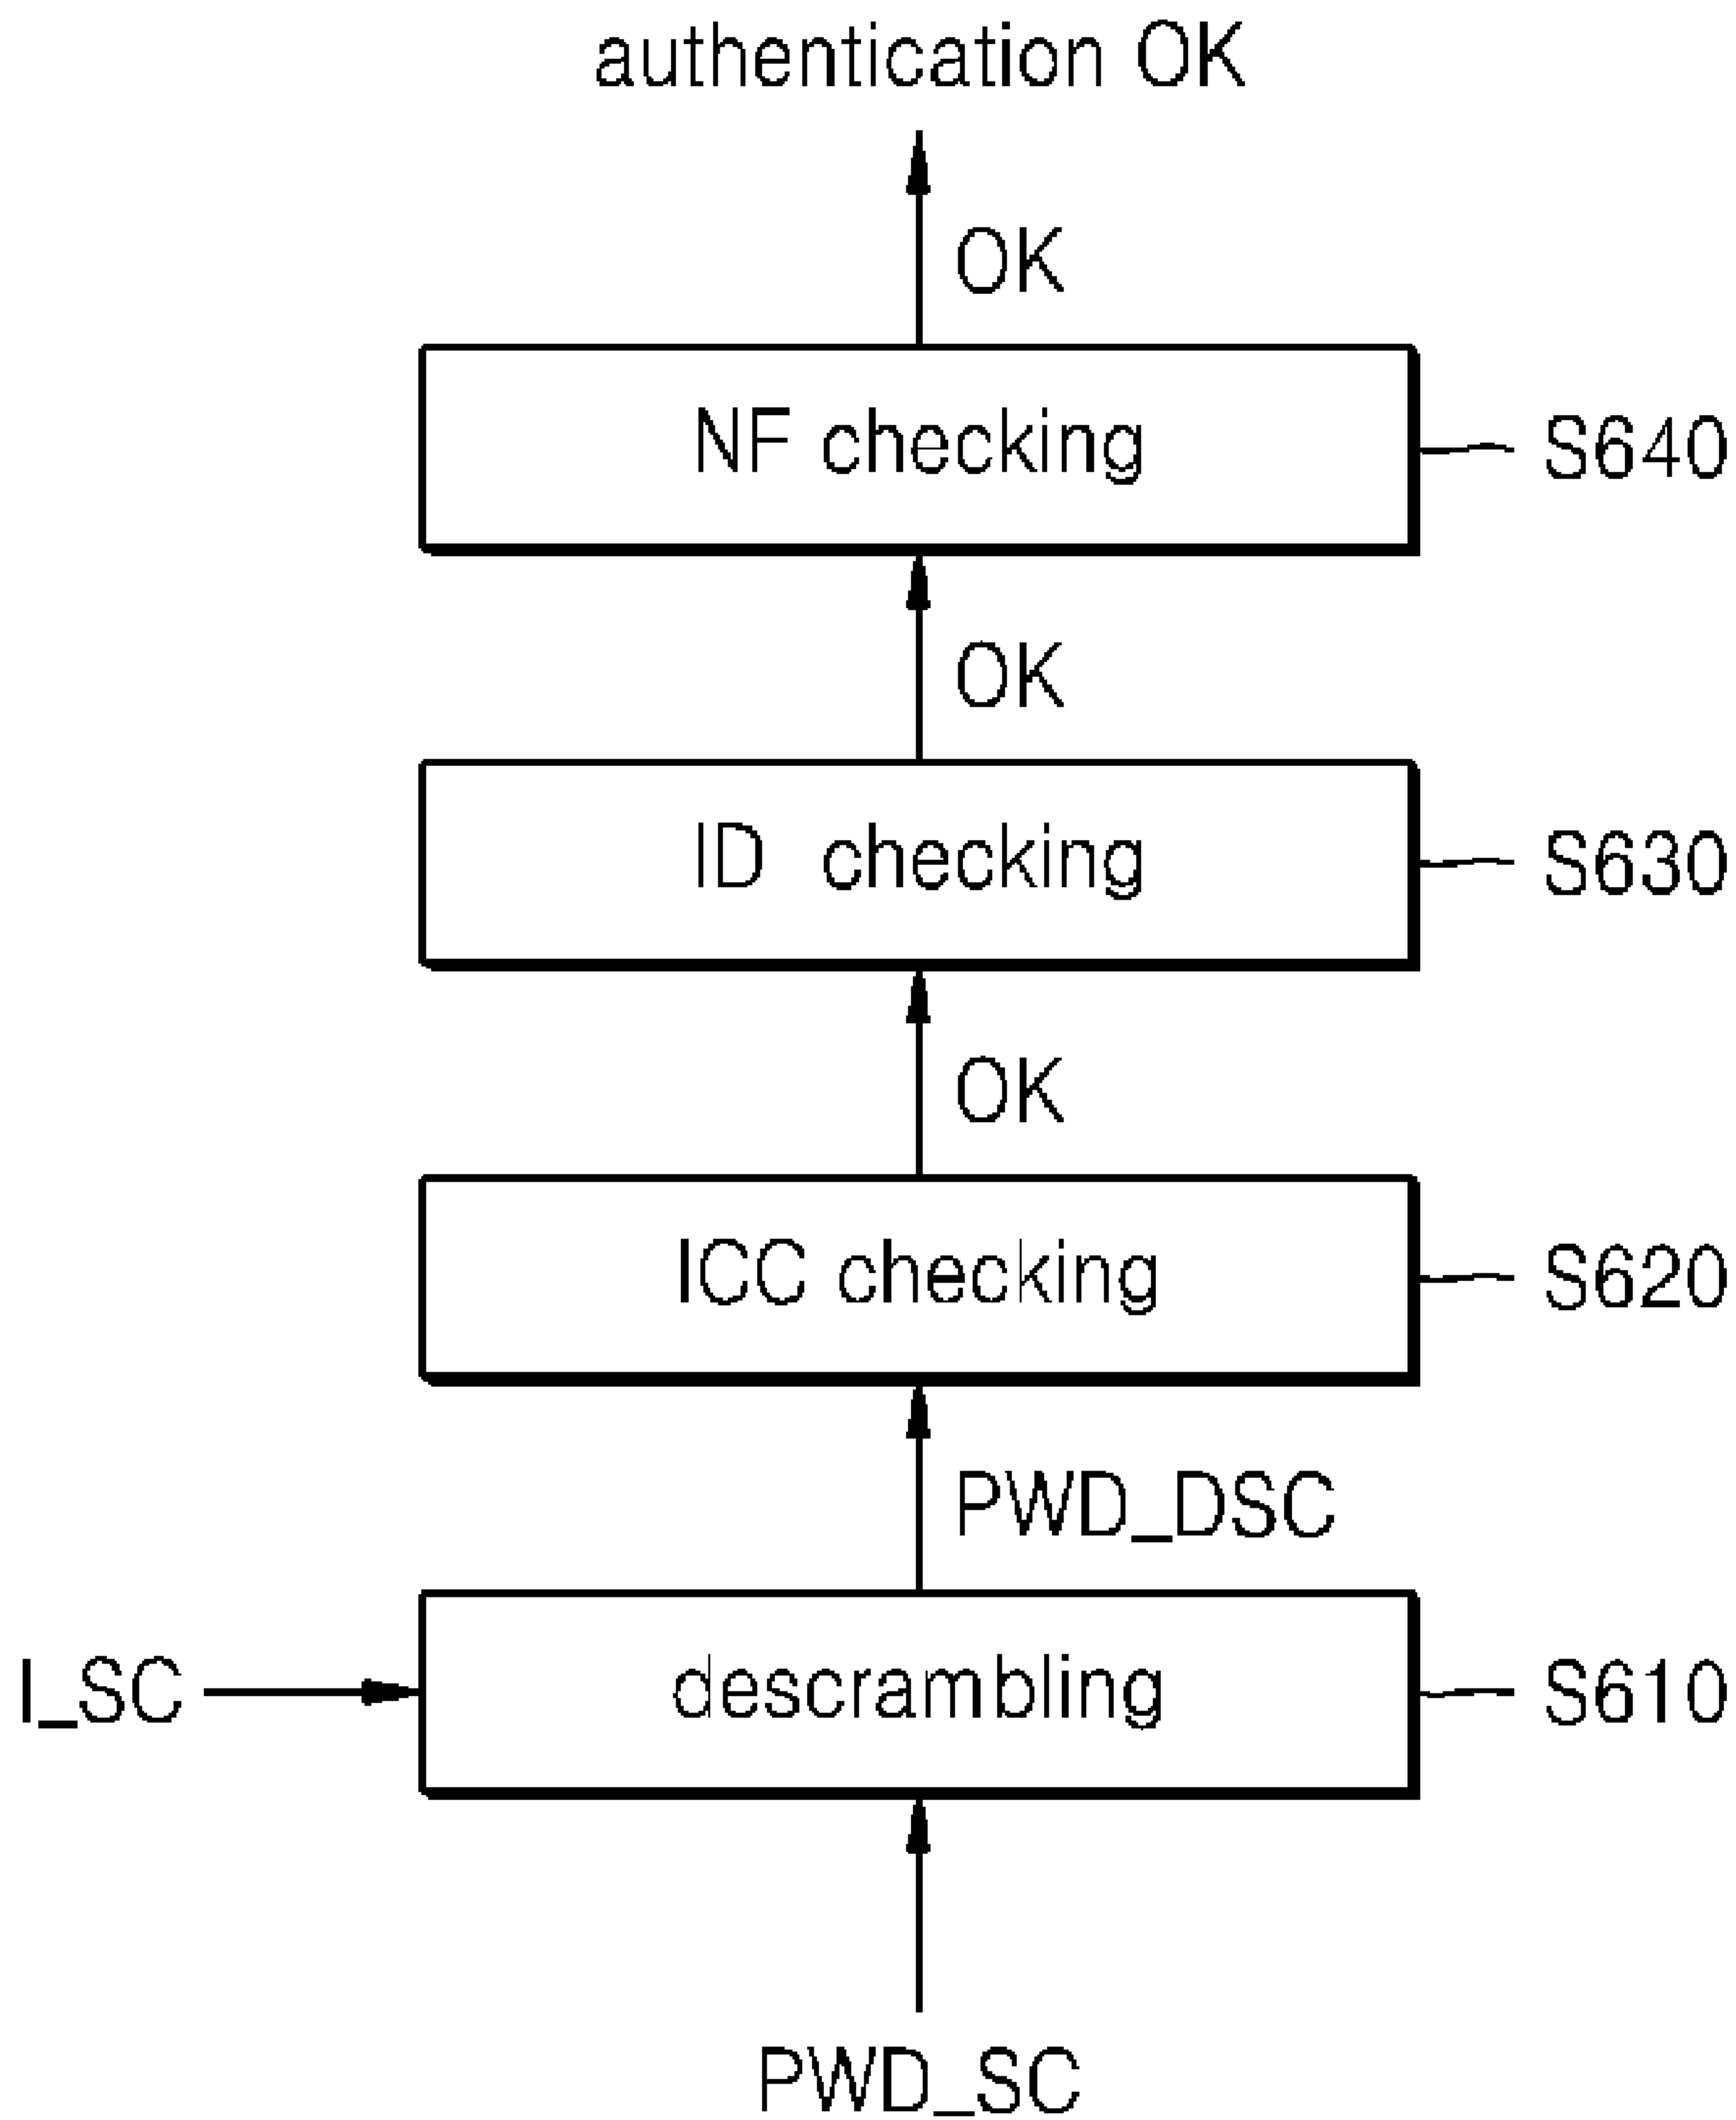 authentication OK
OK
NF checking
S640
OK
ID checking
S630
OK
ICC checking
S620
PWD_DSC
I_SC
descrambling
S610
PWD_SC